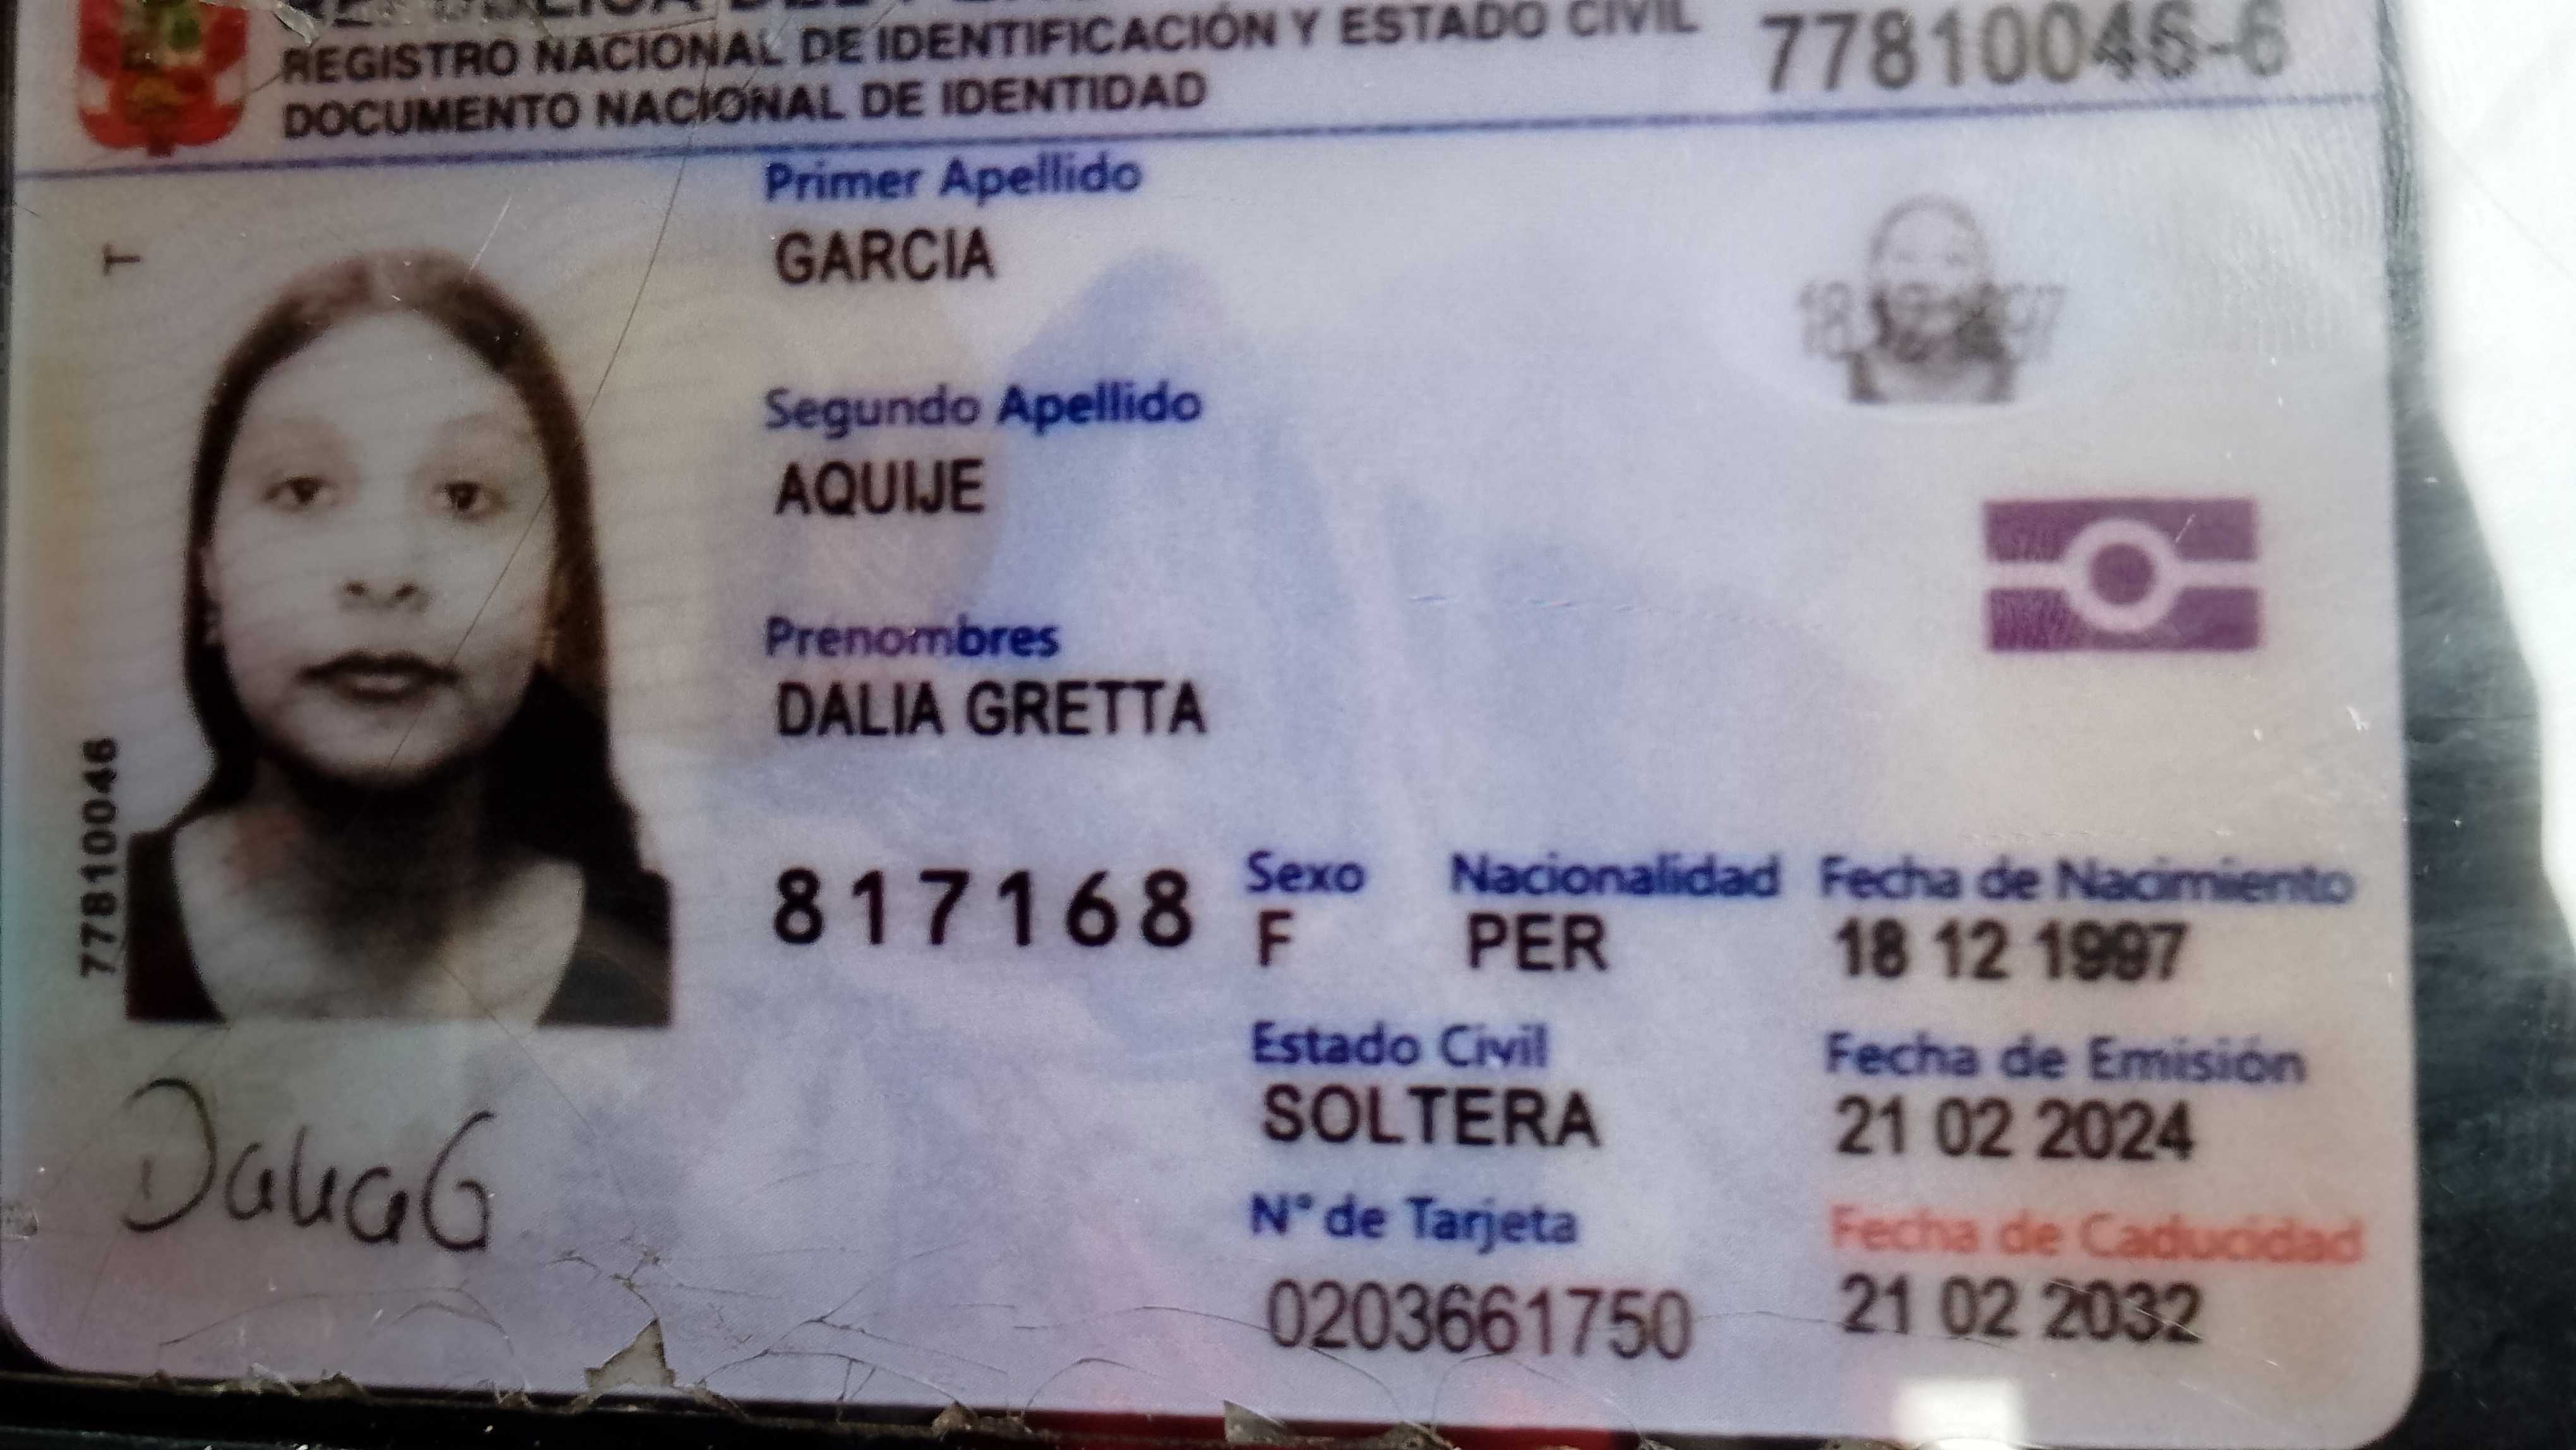 REGISTRO NACIONAL DE IDENTIFICACIÓN Y ESTADO CIVIL
DOCUMENTO NACIONAL DE IDENTIDAD
77810046-6
T
Primer Apellido
GARCIA
Segundo Apellido
AQUIJE
Prenombres
DALIA GRETTA
77810046
817168
Sexo
F
Nacionalidad
PER
Fecha de Nacimiento
18 12 1997
Estado Civil
SOLTERA
Fecha de Emisión
21 02 2024
N° de Tarjeta
0203661750
Fecha de Caducidad
21 02 2032
DaliaG